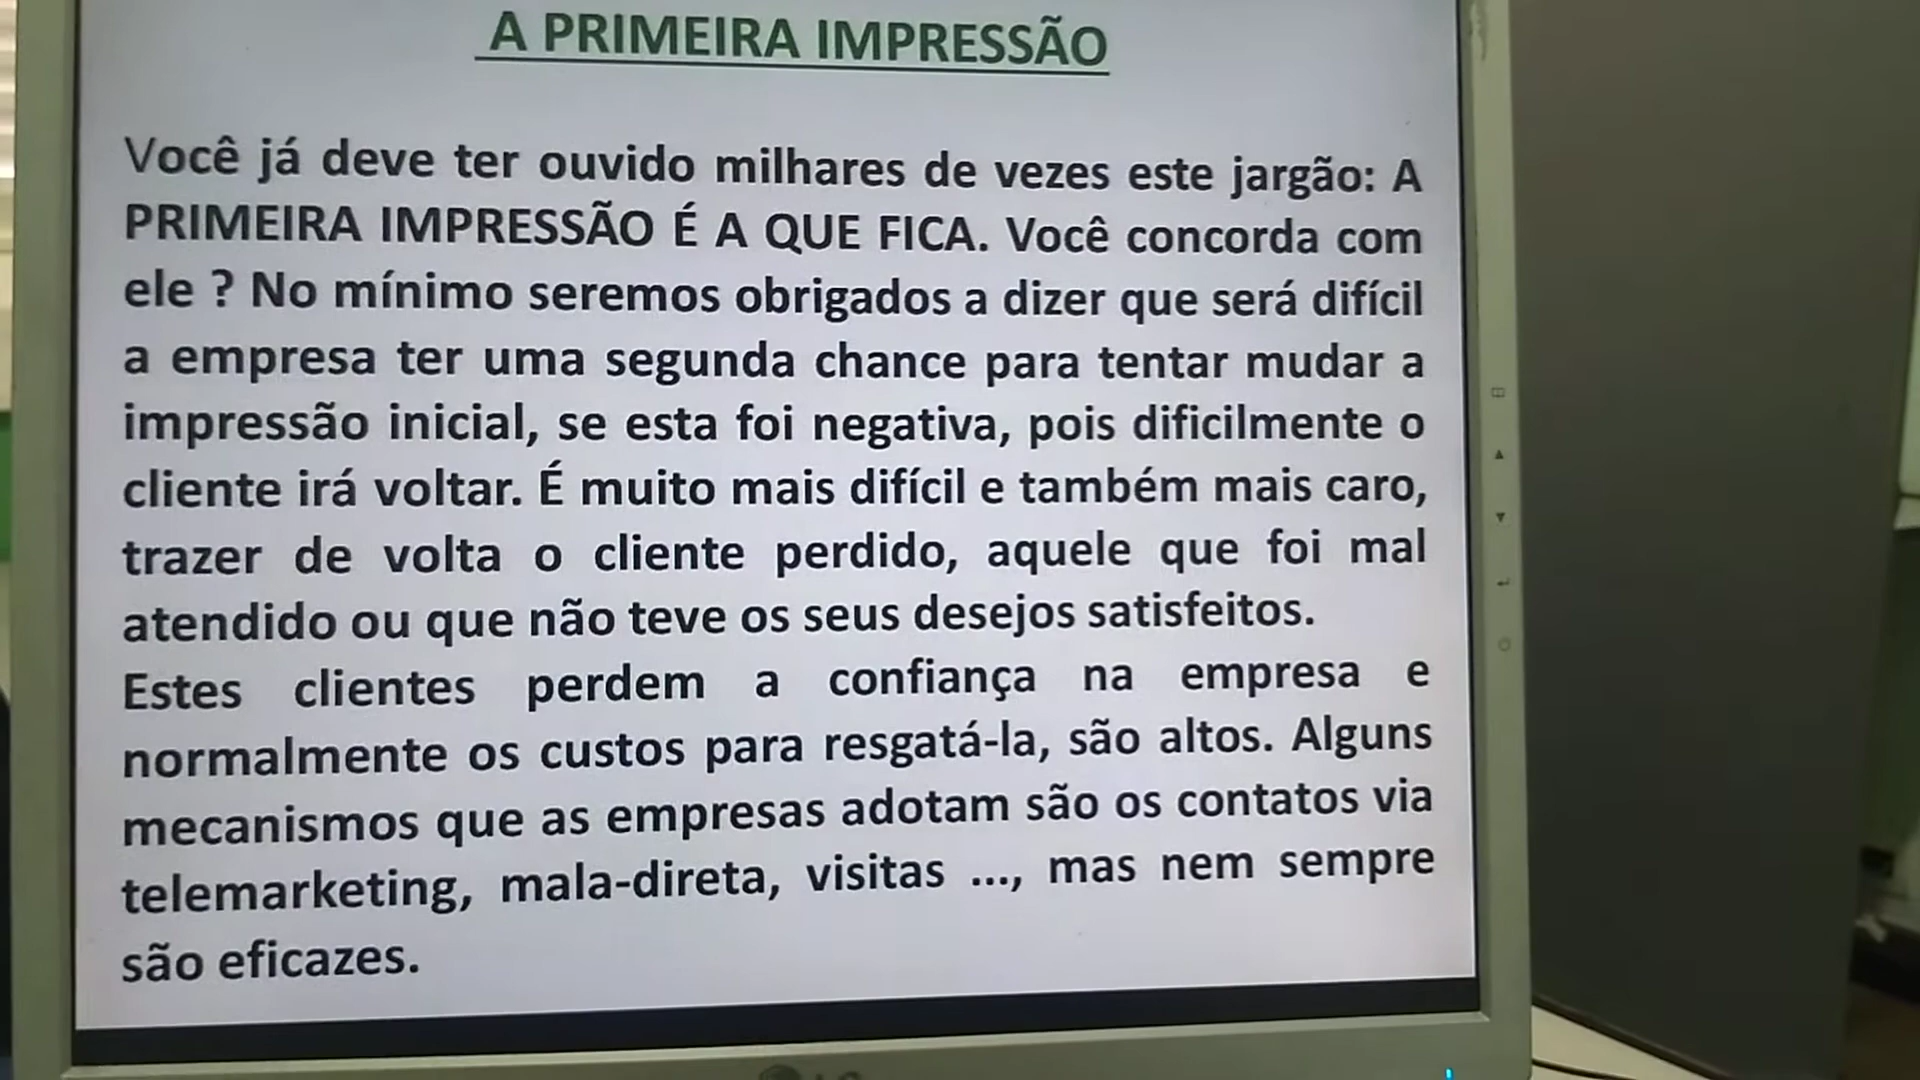 A PRIMEIRA IMPRESSÃO
Você já deve ter ouvido milhares de vezes este jargão: A
PRIMEIRA IMPRESSÃO É A QUE FICA. Você concorda com
ele ? No mínimo seremos obrigados a dizer que será difícil
a empresa ter uma segunda chance para tentar mudar a
impressão inicial, se esta foi negativa, pois dificilmente o
cliente irá voltar. É muito mais difícil e também mais caro,
trazer de volta o cliente perdido, aquele que foi mal
atendido ou que não teve os seus desejos satisfeitos.
Estes clientes perdem a confiança na empresa e
normalmente os custos para resgatá-la, são altos. Alguns
mecanismos que as empresas adotam são os contatos via
telemarketing, mala-direta, visitas ..., mas nem sempre
são eficazes.